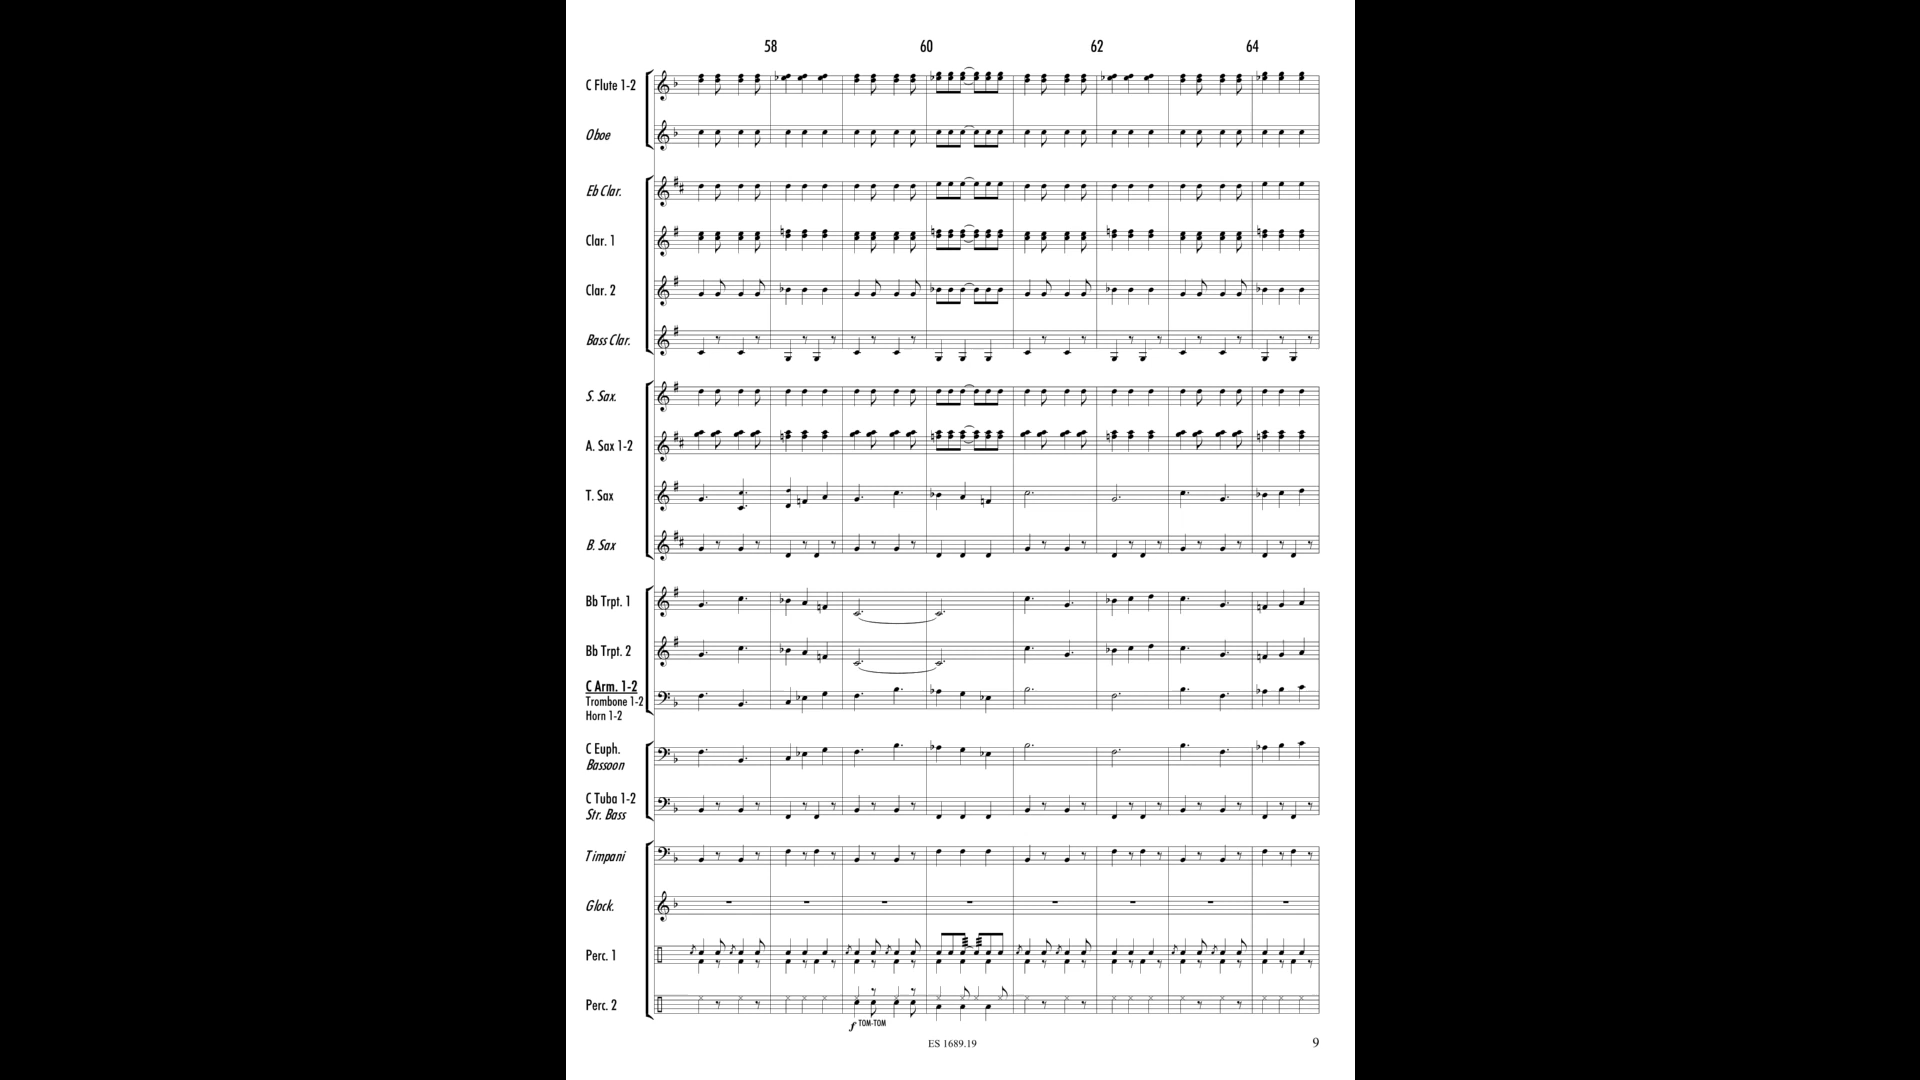 58 60 62 64
C Flute 1-2
Oboe
Eb Clar.
Clar. 1
Clar. 2
Bass Clar.
S. Sax.
A. Sax 1-2
T. Sax
B. Sax
Bb Trpt. 1
Bb Trpt. 2
C Arm. 1-2
Trombone 1-2
Horn 1-2
C Euph.
Bassoon
C Tuba 1-2
Str. Bass
Timpani
Glock.
Perc. 1
Perc. 2
f TOM-TOM
ES 1689.19
9